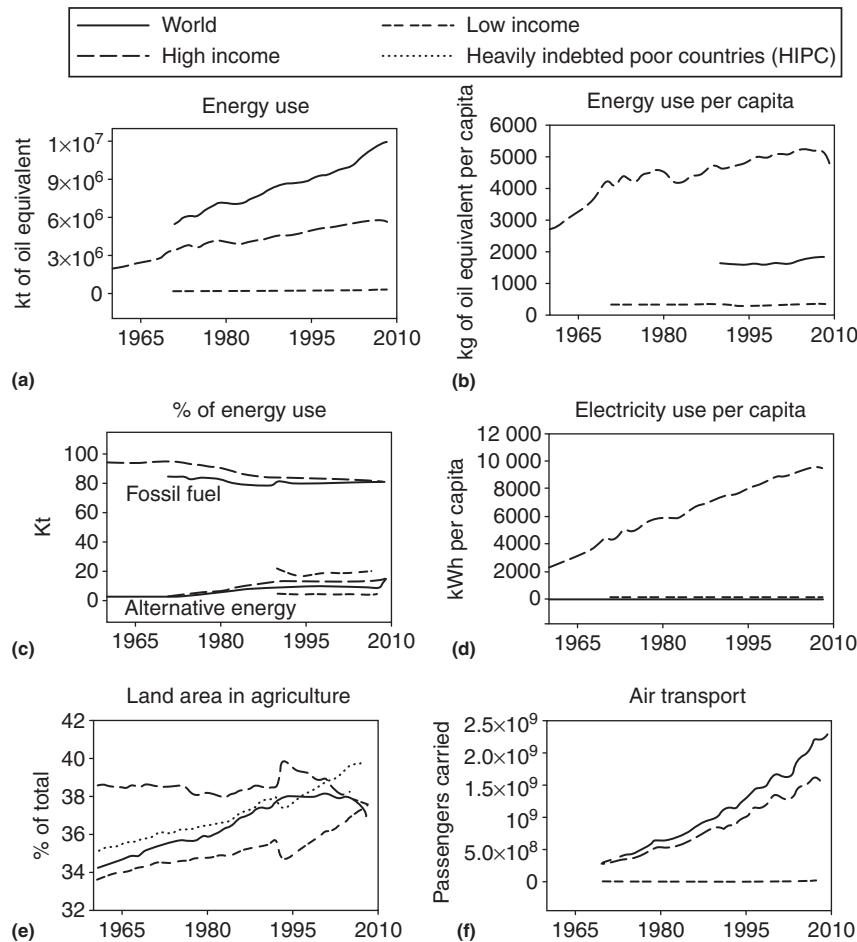 World
High income
Low income
Heavily indebted poor countries (HIPC)
Energy use
kt of oil equivalent
1×10⁷
9×10⁶
6×10⁶
3×10⁶
0
1965 1980 1995 2010
(a)
Energy use per capita
kg of oil equivalent per capita
6000
5000
4000
3000
2000
1000
0
1965 1980 1995 2010
(b)
% of energy use
Kt
100
80
60
40
20
0
Fossil fuel
Alternative energy
1965 1980 1995 2010
(c)
Electricity use per capita
kWh per capita
12 000
10 000
8000
6000
4000
2000
0
1965 1980 1995 2010
(d)
Land area in agriculture
% of total
42
40
38
36
34
32
1965 1980 1995 2010
(e)
Air transport
Passengers carried
2.5×10⁹
2.0×10⁹
1.5×10⁹
10⁹
5.0×10⁸
0
1965 1980 1995 2010
(f)